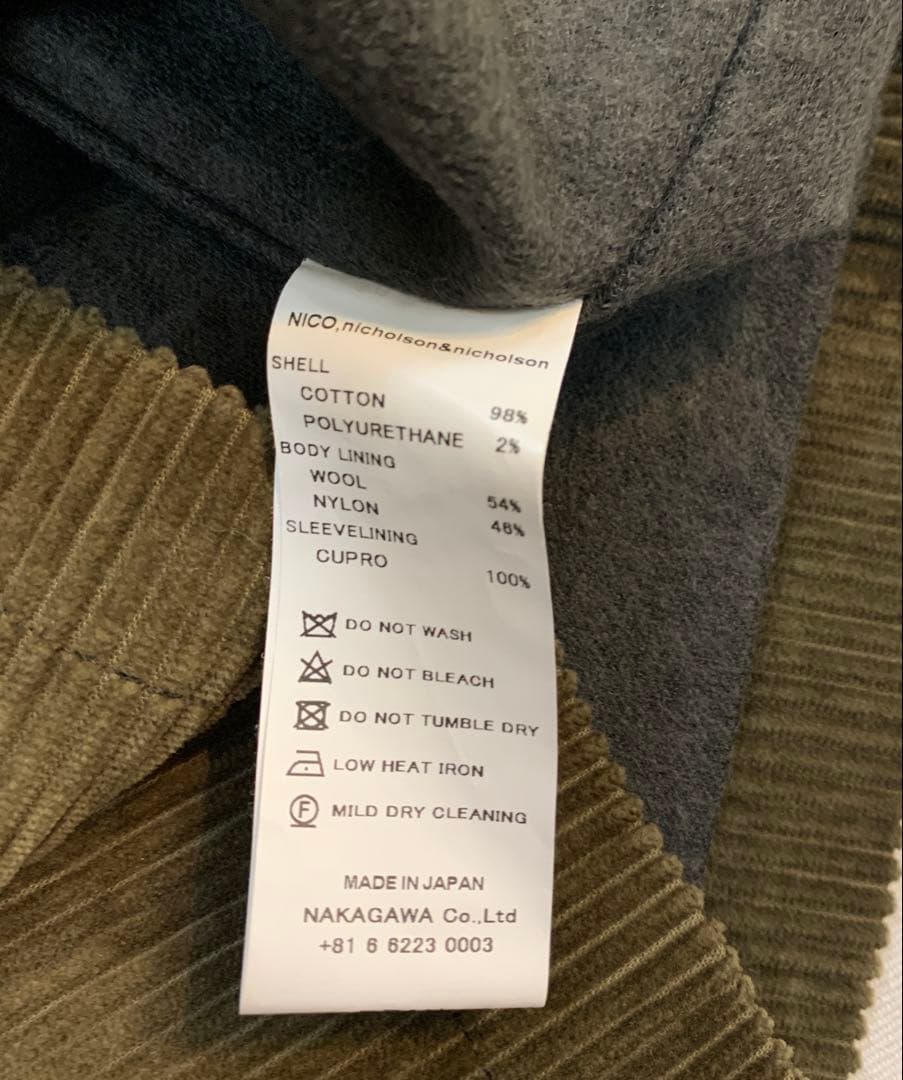 NICO,nicholson&nicholson
SHELL
COTTON 98%
POLYURETHANE 2%
BODY LINING
WOOL 54%
NYLON 46%
SLEEVELINING
CUPRO 100%
DO NOT WASH
DO NOT BLEACH
DO NOT TUMBLE DRY
LOW HEAT IRON
F MILD DRY CLEANING
MADE IN JAPAN
NAKAGAWA Co.,Ltd
+81 6 6223 0003